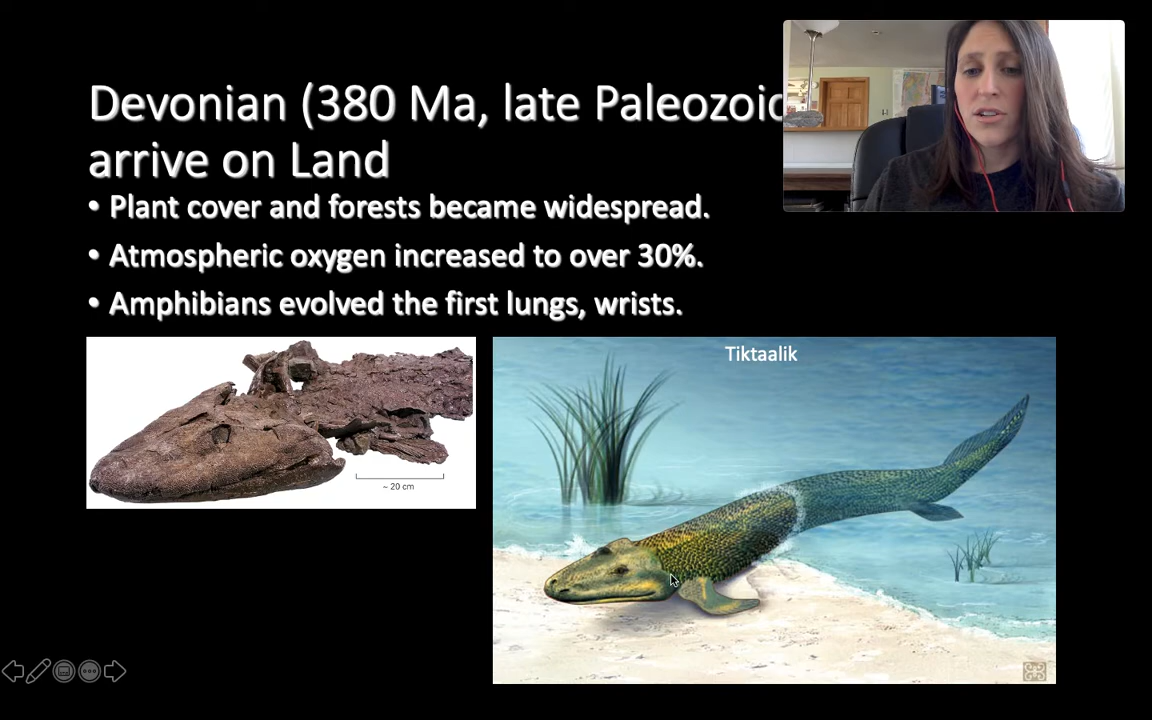 Devonian (380 Ma, late Paleozoic
arrive on Land
• Plant cover and forests became widespread.
• Atmospheric oxygen increased to over 30%.
• Amphibians evolved the first lungs, wrists.
Tiktaalik
~ 20 cm